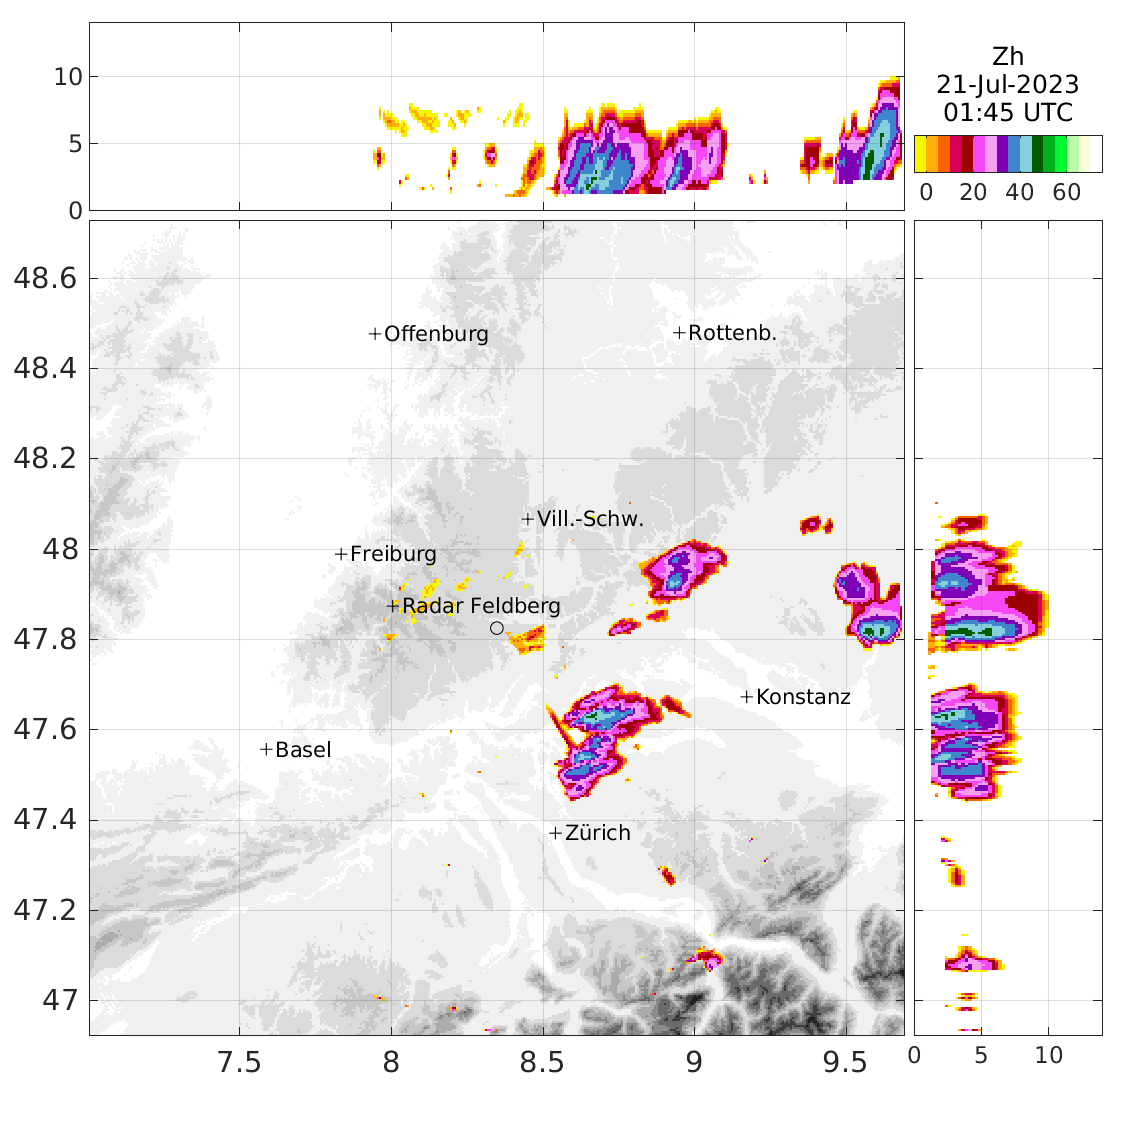 10
5
0
Zh
21-Jul-2023
01:45 UTC
0 20 40 60
48.6
48.4
48.2
48
47.8
47.6
47.4
47.2
47
+Offenburg
+Rottenb.
+Vill.-Schw.
+Freiburg
+Radar Feldberg
+Konstanz
+Basel
+Zürich
7.5 8 8.5 9 9.5
0 5 10